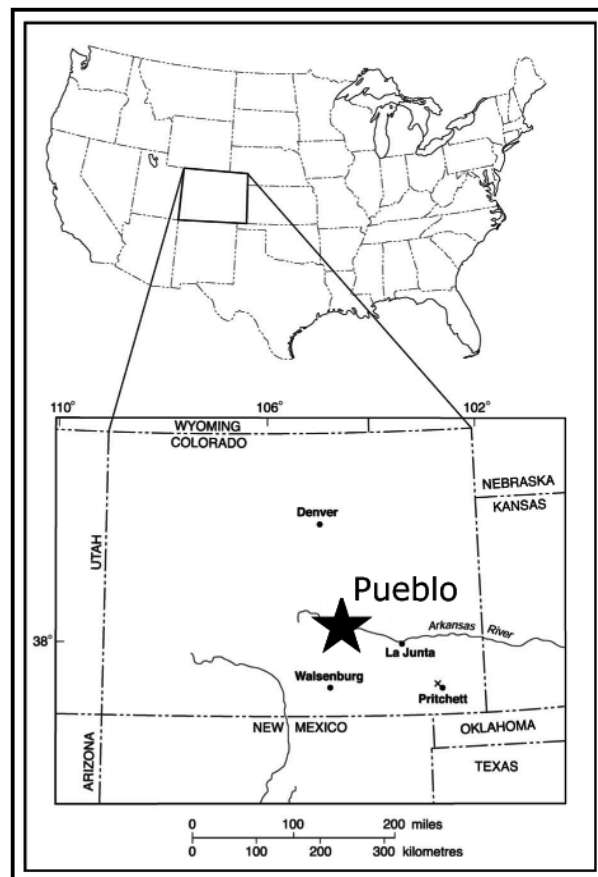 110° 106° 102°
WYOMING
COLORADO
NEBRASKA
KANSAS
Denver
UTAH
Pueblo
Arkansas River
38°
La Junta
Walsenburg
Pritchett
NEW MEXICO
OKLAHOMA
ARIZONA
TEXAS
0 100 200 miles
0 100 200 300 kilometres